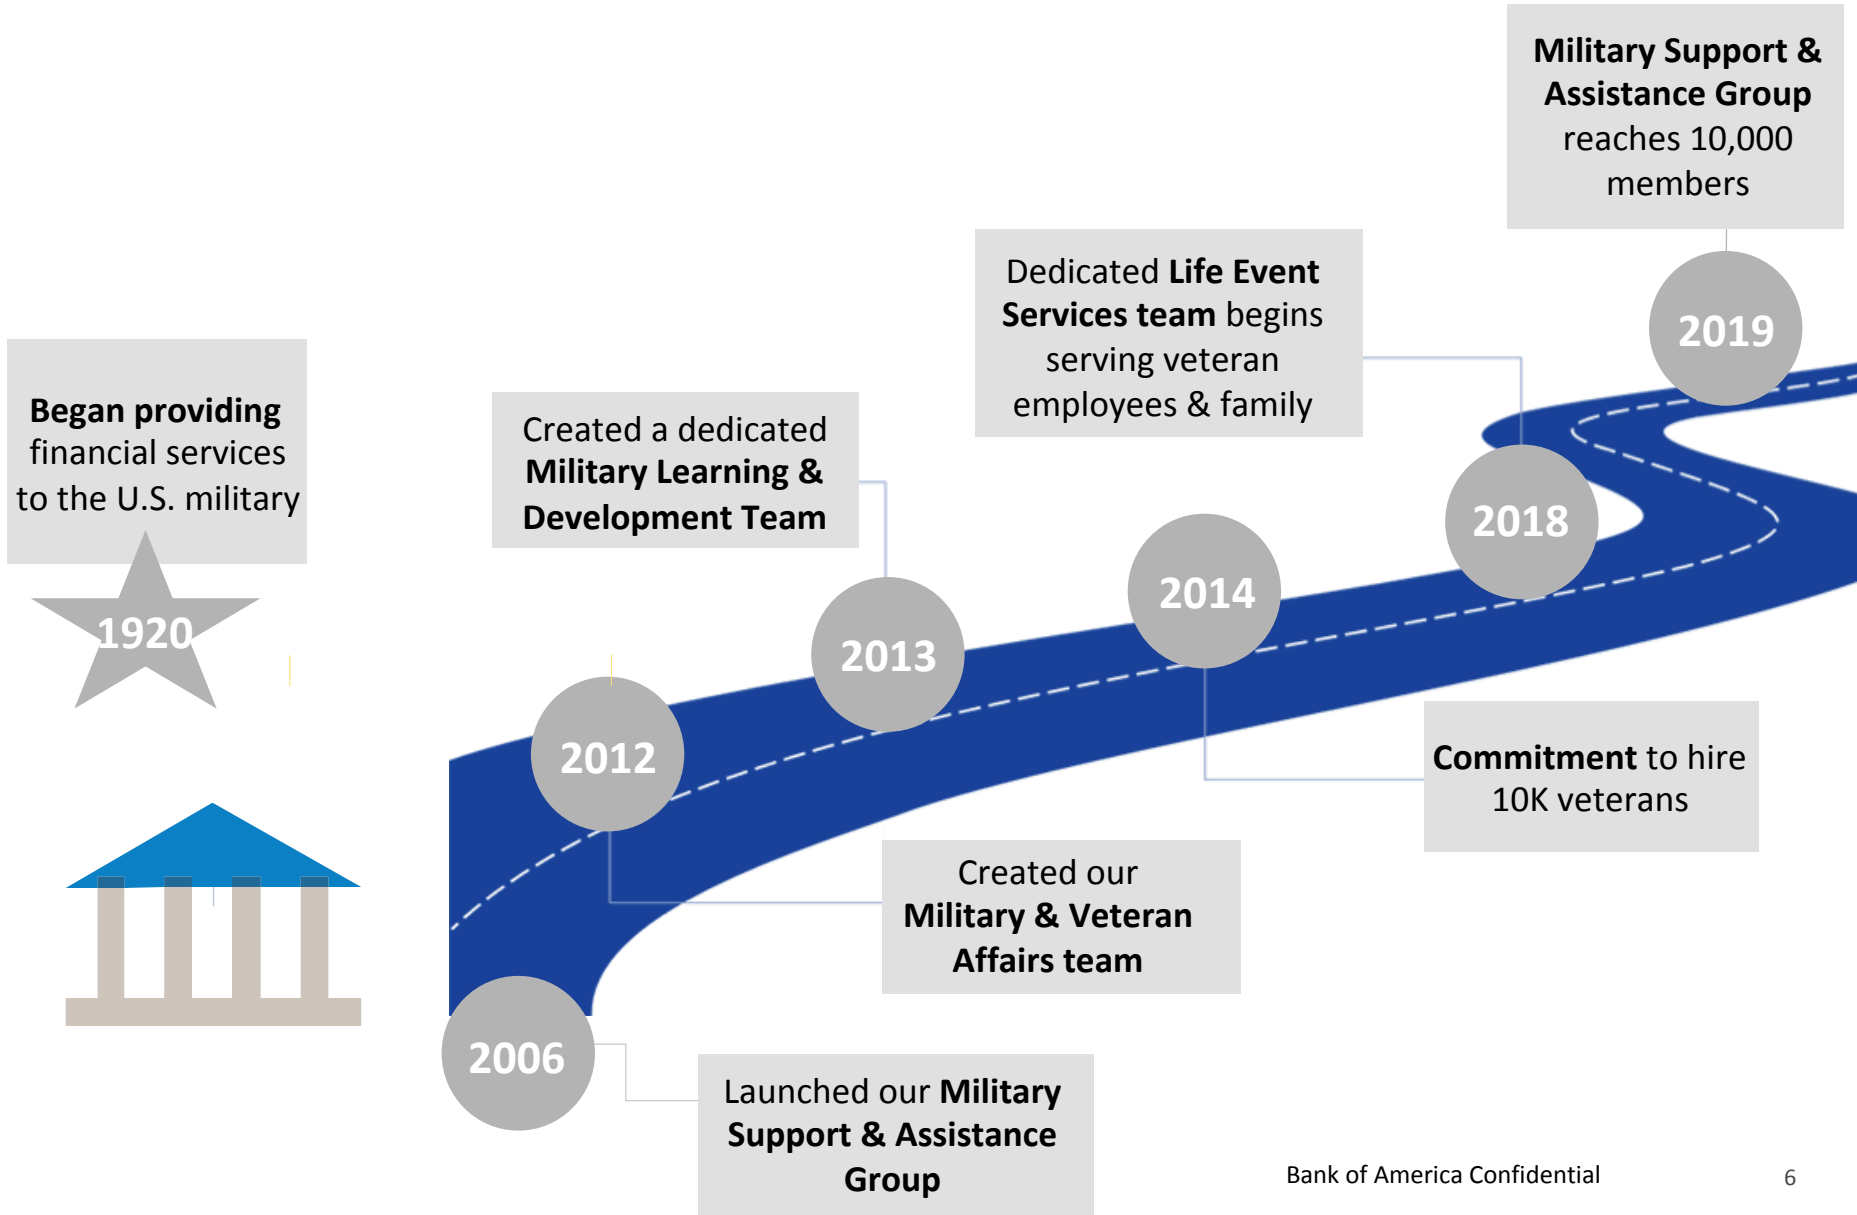 Began providing
financial services
to the U.S. military
1920
2006
Launched our Military
Support & Assistance
Group
2012
Created our
Military & Veteran
Affairs team
2013
Created a dedicated
Military Learning &
Development Team
2014
Commitment to hire
10K veterans
2018
Dedicated Life Event
Services team begins
serving veteran
employees & family
2019
Military Support &
Assistance Group
reaches 10,000
members
Bank of America Confidential
6